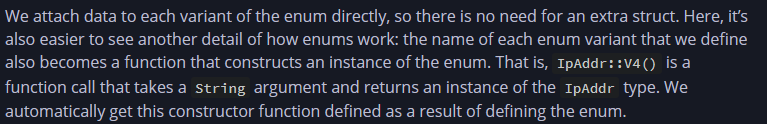 We attach data to each variant of the enum directly, so there is no need for an extra struct. Here, it’s
also easier to see another detail of how enums work: the name of each enum variant that we define
also becomes a function that constructs an instance of the enum. That is, IpAddr::V4() is a
function call that takes a String argument and returns an instance of the IpAddr type. We
automatically get this constructor function defined as a result of defining the enum.